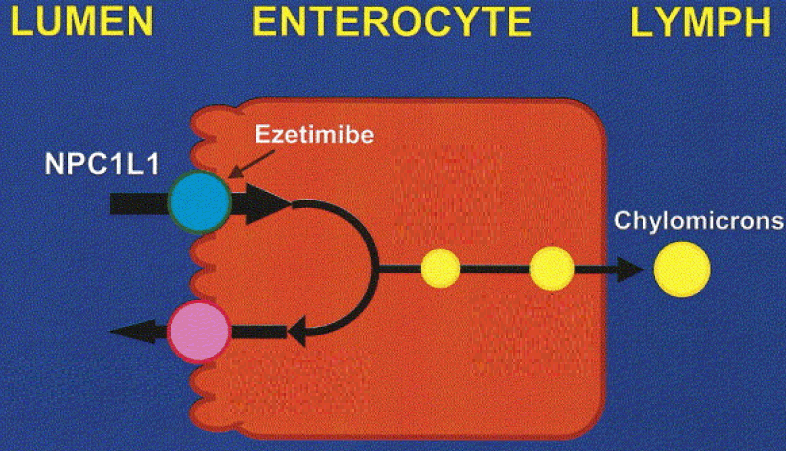 LUMEN ENTEROCYTE LYMPH
Ezetimibe
NPC1L1
Chylomicrons